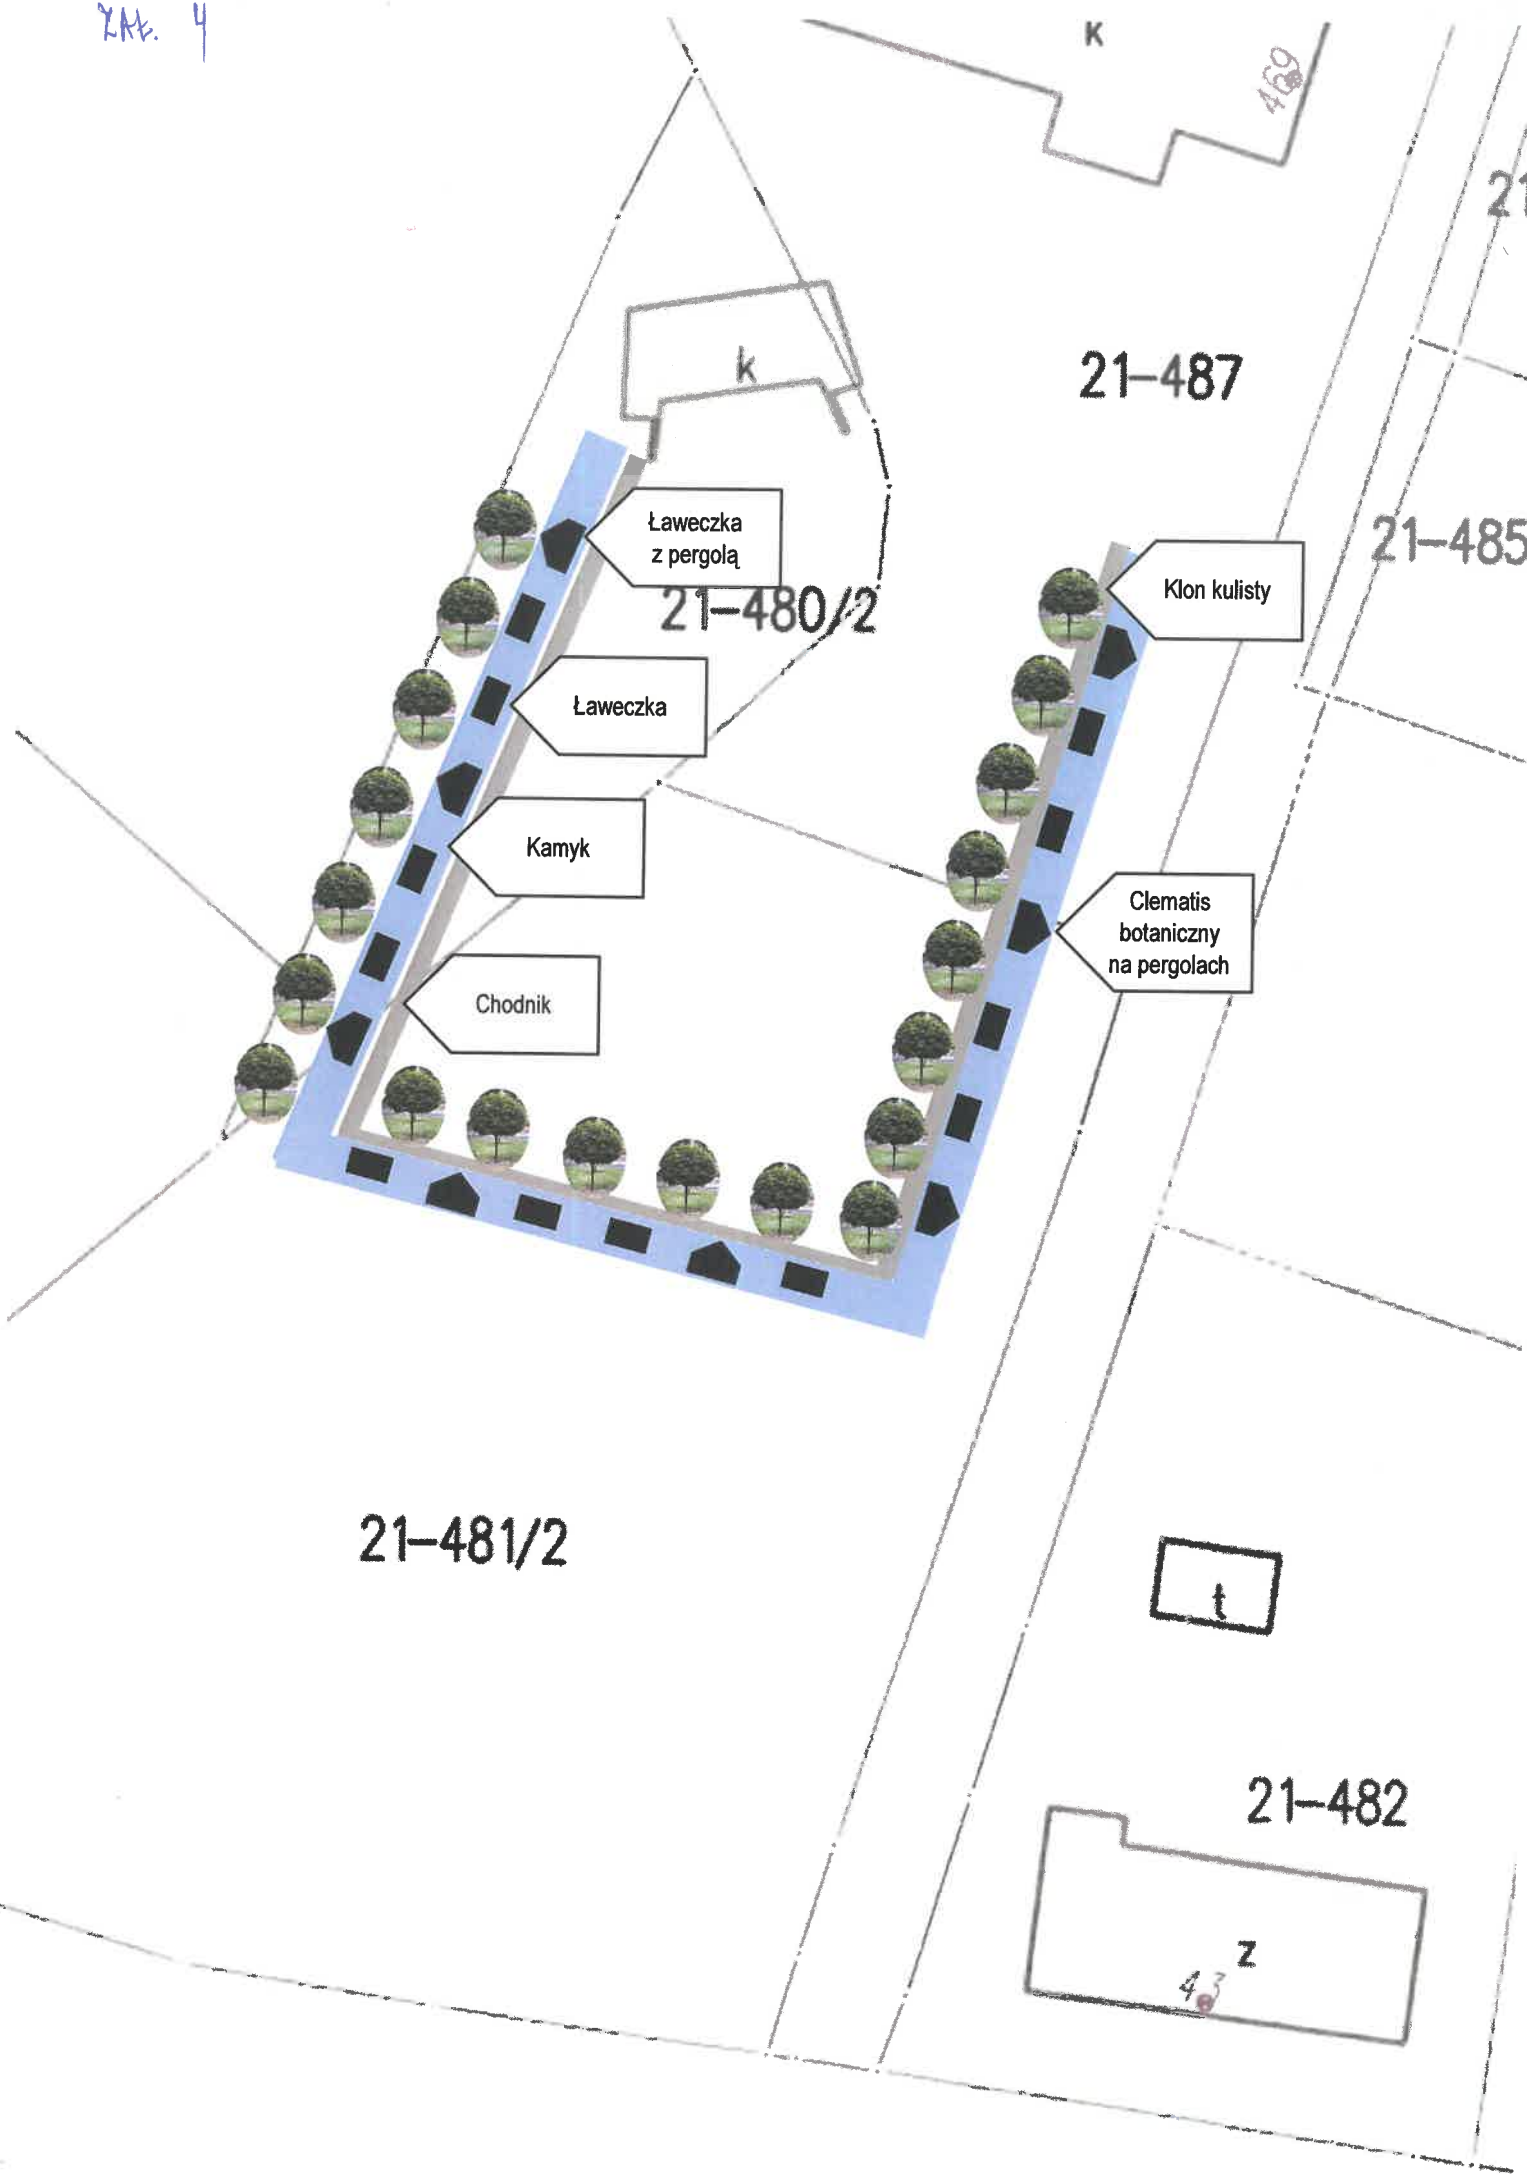 ZAŁ. 4
K
469
21
k
21-487
Ławeczka
z pergolą
21-485
Klon kulisty
21-480/2
Ławeczka
Kamyk
Clematis
botaniczny
na pergolach
Chodnik
21-481/2
t
21-482
z
43